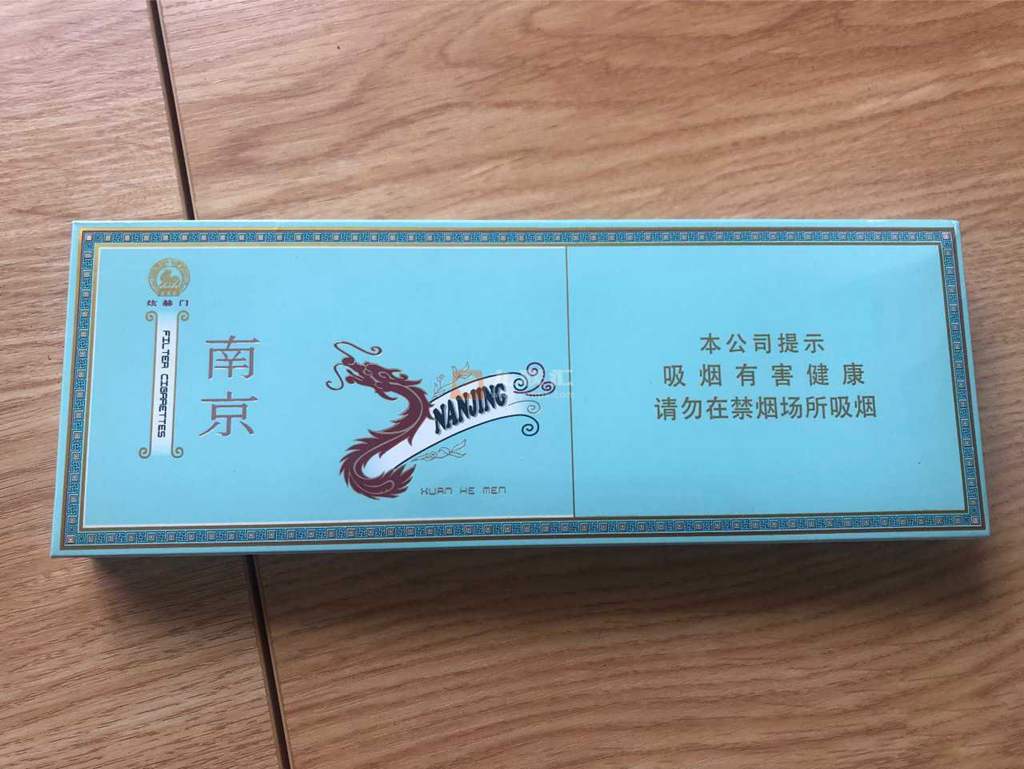 炫赫门
FILTER CIGARETTES
南京
NANJING
XUAN HE MEN
本公司提示
吸烟有害健康
请勿在禁烟场所吸烟